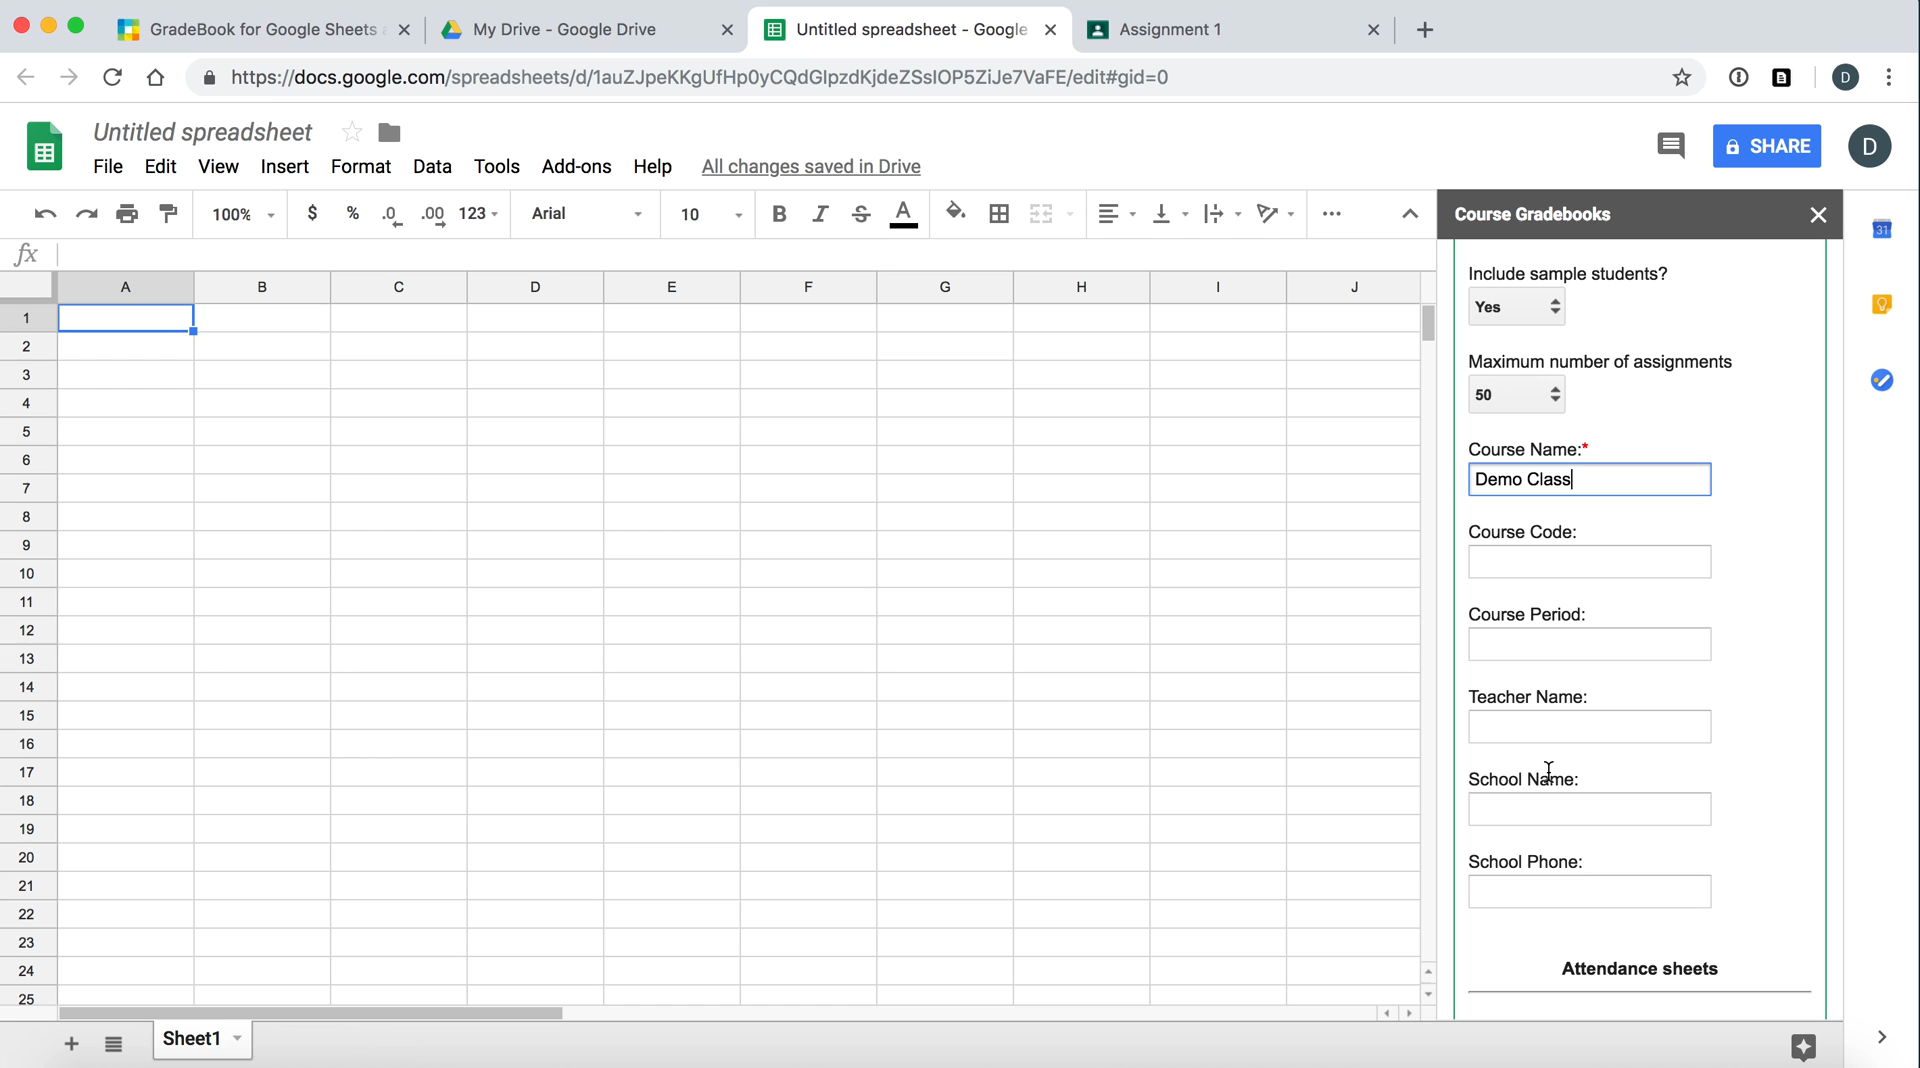 GradeBook for Google Sheets
My Drive - Google Drive
Untitled spreadsheet - Google
Assignment 1
https://docs.google.com/spreadsheets/d/1auZJpeKKgUfHp0yCQdGlpzdKjdeZSsIOP5ZiJe7VaFE/edit#gid=0
D
Untitled spreadsheet
SHARE
D
File Edit View Insert Format Data Tools Add-ons Help All changes saved in Drive
100% $ % .0 .00 123 Arial 10 B I S A
Course Gradebooks
31
fx
A B C D E F G H I J
1
2
3
4
5
6
7
8
9
10
11
12
13
14
15
16
17
18
19
20
21
22
23
24
25
Include sample students?
Yes
Maximum number of assignments
50
Course Name:*
Demo Class
Course Code:
Course Period:
Teacher Name:
School Name:
School Phone:
Attendance sheets
Sheet1